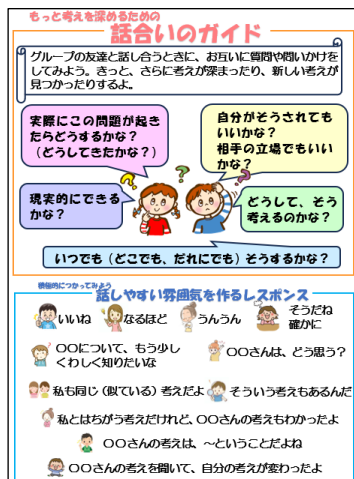 もっと考えを深めるための
話合いのガイド
グループの友達と話し合うときに、お互いに質問や問いかけを
してみよう。きっと、さらに考えが深まったり、新しい考えが
見つかったりするよ。
実際にこの問題が起き
たらどうするかな？
（どうしてきたかな？）
自分がそうされても
いいかな？
相手の立場でもいい
かな？
現実的にできる
かな？
どうして、そう
考えるのかな？
いつでも（どこでも、だれにでも）そうするかな？
積極的につかってみよう
話しやすい雰囲気を作るレスポンス
いいね
なるほど
うんうん
そうだね
確かに
〇〇について、もう少し
くわしく知りたいな
〇〇さんは、どう思う？
私も同じ（似ている）考えだよ
そういう考えもあるんだ
私とはちがう考えだけれど、〇〇さんの考えもわかったよ
〇〇さんの考えは、～ということだよね
〇〇さんの考えを聞いて、自分の考えが変わったよ